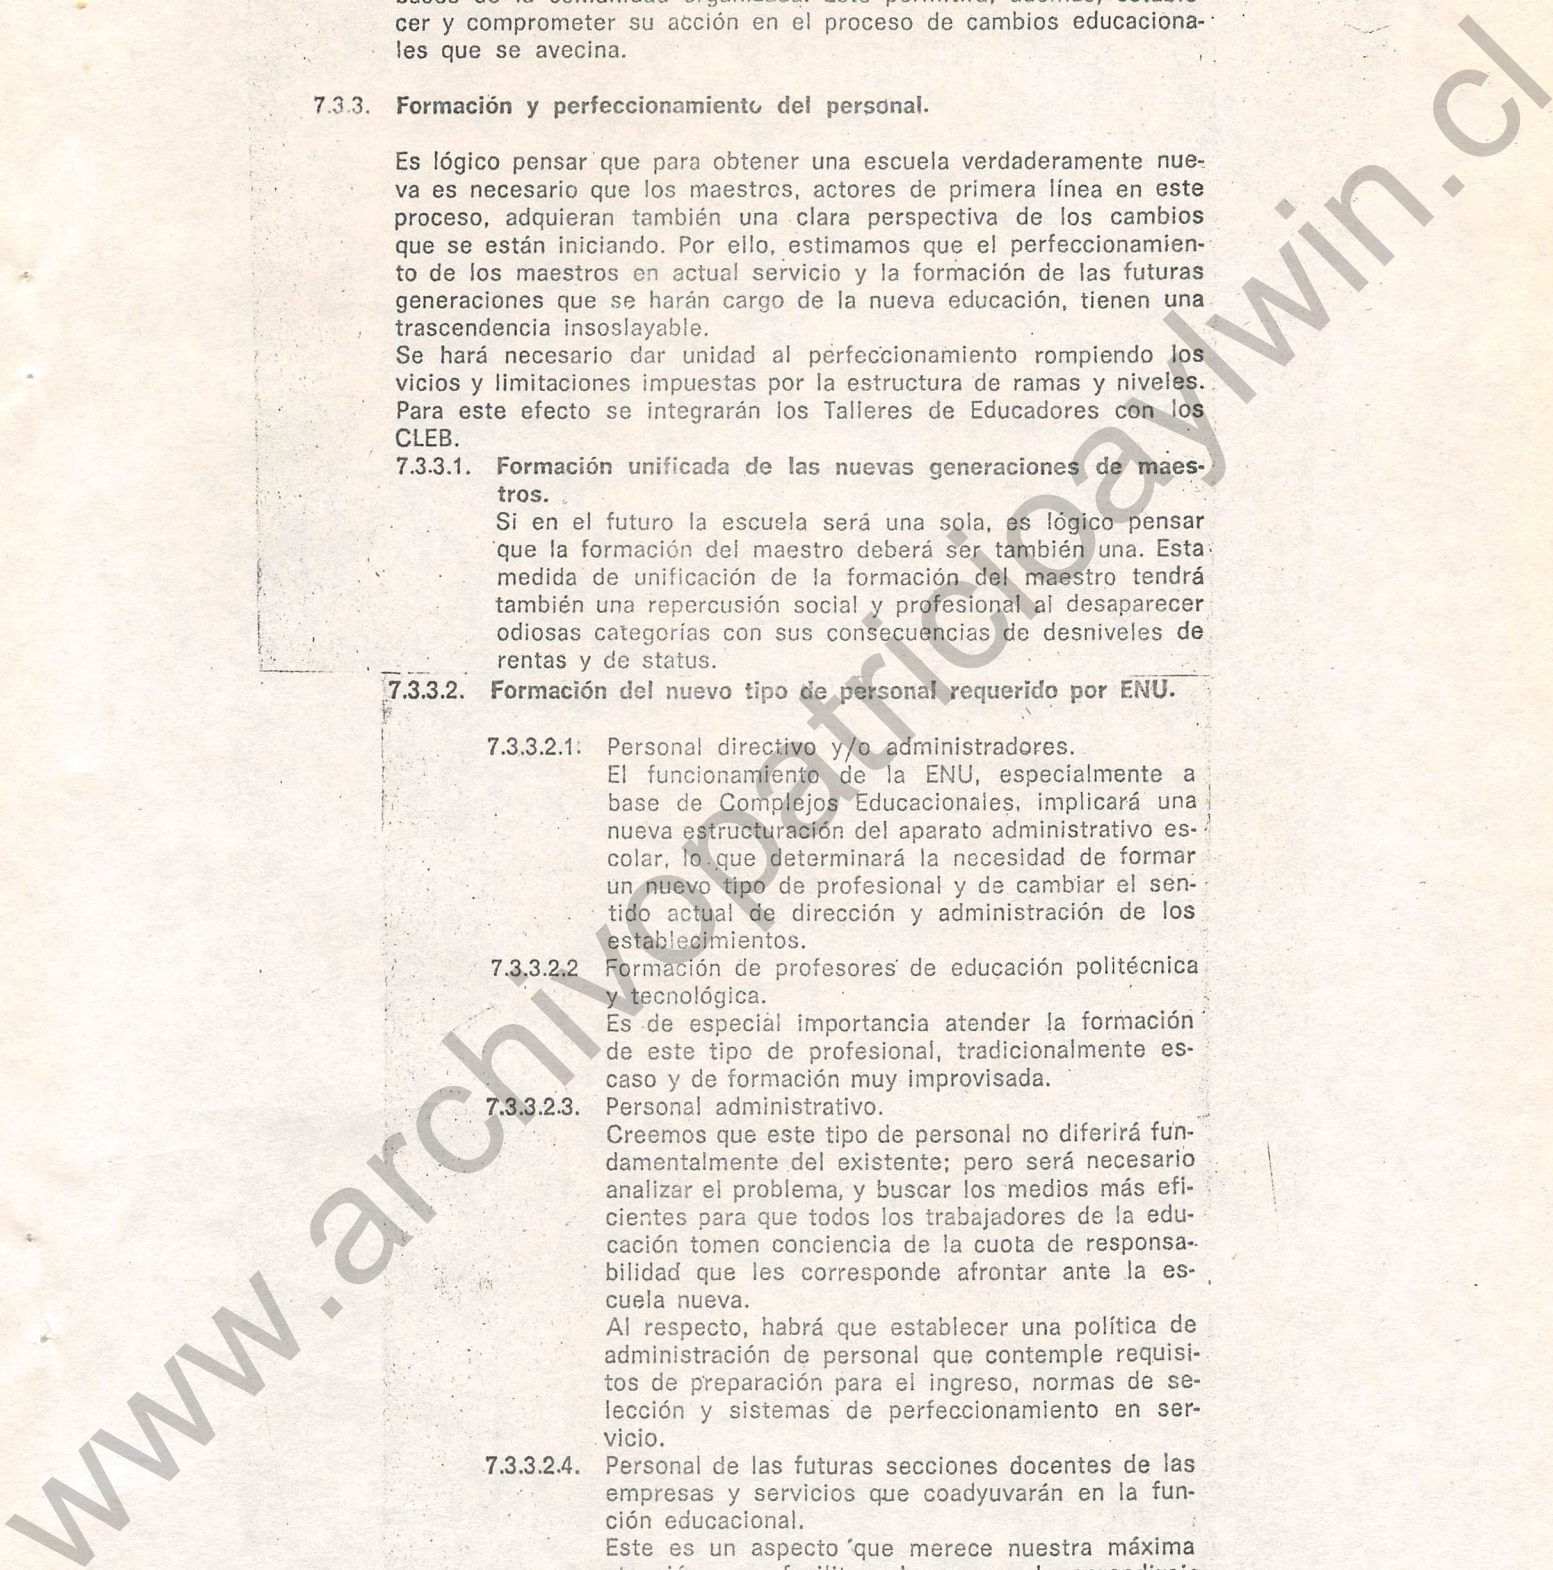 cer y comprometer su acción en el proceso de cambios educaciona-
les que se avecina.
7.3.3. Formación y perfeccionamiento del personal.
Es lógico pensar que para obtener una escuela verdaderamente nue-
va es necesario que los maestros, actores de primera línea en este
proceso, adquieran también una clara perspectiva de los cambios
que se están iniciando. Por ello, estimamos que el perfeccionamien-
to de los maestros en actual servicio y la formación de las futuras
generaciones que se harán cargo de la nueva educación, tienen una
trascendencia insoslayable.
Se hará necesario dar unidad al perfeccionamiento rompiendo los
vicios y limitaciones impuestas por la estructura de ramas y niveles.
Para este efecto se integrarán los Talleres de Educadores con los
CLEB.
7.3.3.1. Formación unificada de las nuevas generaciones de maes-
tros.
Si en el futuro la escuela será una sola, es lógico pensar
que la formación del maestro deberá ser también una. Esta
medida de unificación de la formación del maestro tendrá
también una repercusión social y profesional al desaparecer
odiosas categorías con sus consecuencias de desniveles de
rentas y de status.
7.3.3.2. Formación del nuevo tipo de personal requerido por ENU.
7.3.3.2.1. Personal directivo y/o administradores.
El funcionamiento de la ENU, especialmente a
base de Complejos Educacionales, implicará una
nueva estructuración del aparato administrativo es-
colar, lo que determinará la necesidad de formar
un nuevo tipo de profesional y de cambiar el sen-
tido actual de dirección y administración de los
establecimientos.
7.3.3.2.2 Formación de profesores de educación politécnica
y tecnológica.
Es de especial importancia atender la formación
de este tipo de profesional, tradicionalmente es-
caso y de formación muy improvisada.
7.3.3.2.3. Personal administrativo.
Creemos que este tipo de personal no diferirá fun-
damentalmente del existente; pero será necesario
analizar el problema, y buscar los medios más efi-
cientes para que todos los trabajadores de la edu-
cación tomen conciencia de la cuota de responsa-
bilidad que les corresponde afrontar ante la es-
cuela nueva.
Al respecto, habrá que establecer una política de
administración de personal que contemple requisi-
tos de preparación para el ingreso, normas de se-
lección y sistemas de perfeccionamiento en ser-
vicio.
7.3.3.2.4. Personal de las futuras secciones docentes de las
empresas y servicios que coadyuvarán en la fun-
ción educacional.
Este es un aspecto que merece nuestra máxima
www.archivopatricioaylwin.cl